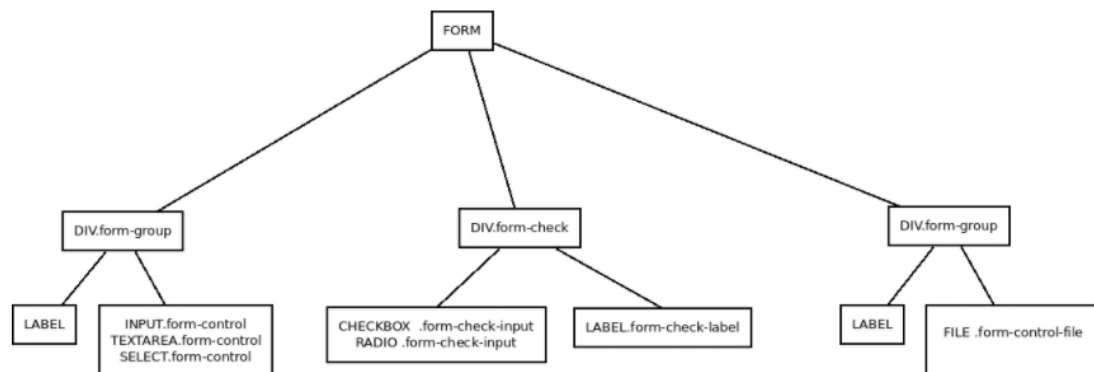 FORM
DIV.form-group
DIV.form-check
DIV.form-group
LABEL
INPUT.form-control
TEXTAREA.form-control
SELECT.form-control
CHECKBOX .form-check-input
RADIO .form-check-input
LABEL.form-check-label
LABEL
FILE .form-control-file